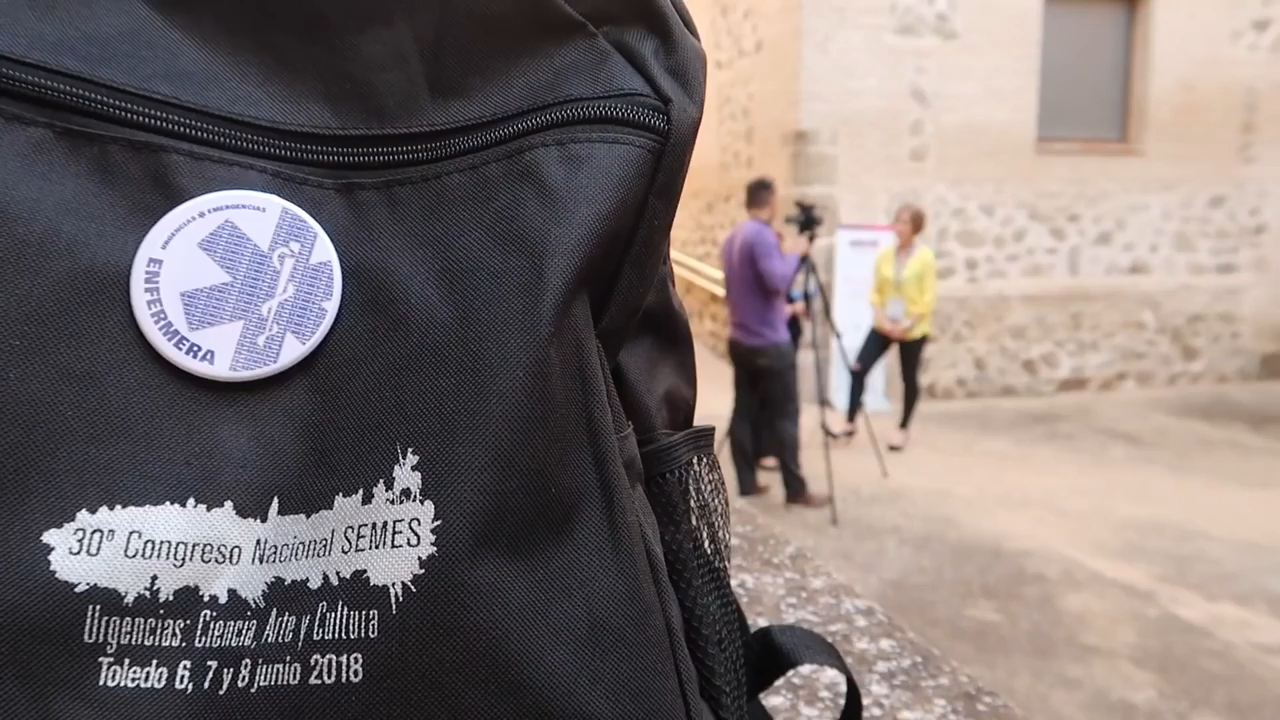 URGENCIAS EMERGENCIAS
ENFERMERA
30º Congreso Nacional SEMES
Urgencias: Ciencia, Arte y Cultura
Toledo 6, 7 y 8 junio 2018